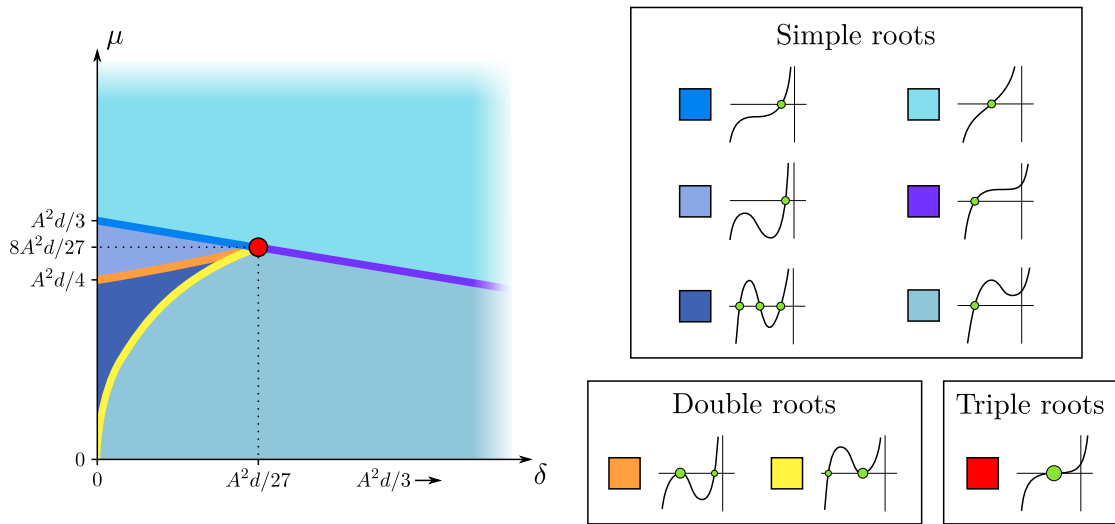 μ
A²d/3
8A²d/27
A²d/4
0
0
A²d/27
A²d/3
δ
Simple roots
Double roots
Triple roots